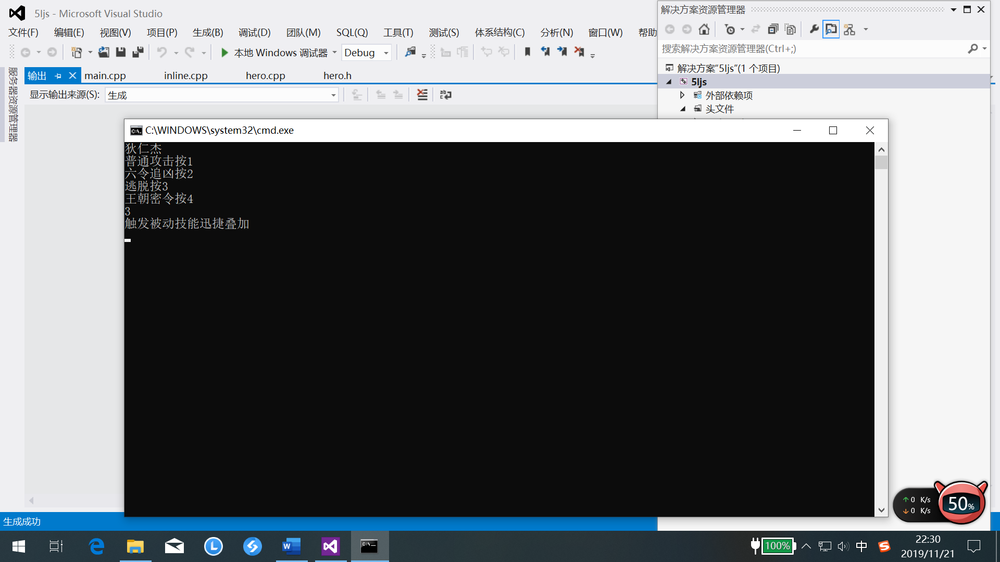 5ljs - Microsoft Visual Studio
文件(F) 编辑(E) 视图(V) 项目(P) 生成(B) 调试(D) 团队(M) SQL(Q) 工具(T) 测试(S) 体系结构(C) 分析(N) 窗口(W) 帮助
本地 Windows 调试器 Debug
服务器资源管理器
输出 main.cpp inline.cpp hero.cpp hero.h
显示输出来源(S): 生成
解决方案资源管理器
搜索解决方案资源管理器(Ctrl+;)
解决方案“5ljs”(1 个项目)
5ljs
外部依赖项
头文件
C:\WINDOWS\system32\cmd.exe
狄仁杰
普通攻击按1
六令追凶按2
逃脱按3
王朝密令按4
3
触发被动技能迅捷叠加
0 K/s
0 K/s
50%
生成成功
100%
中
22:30
2019/11/21